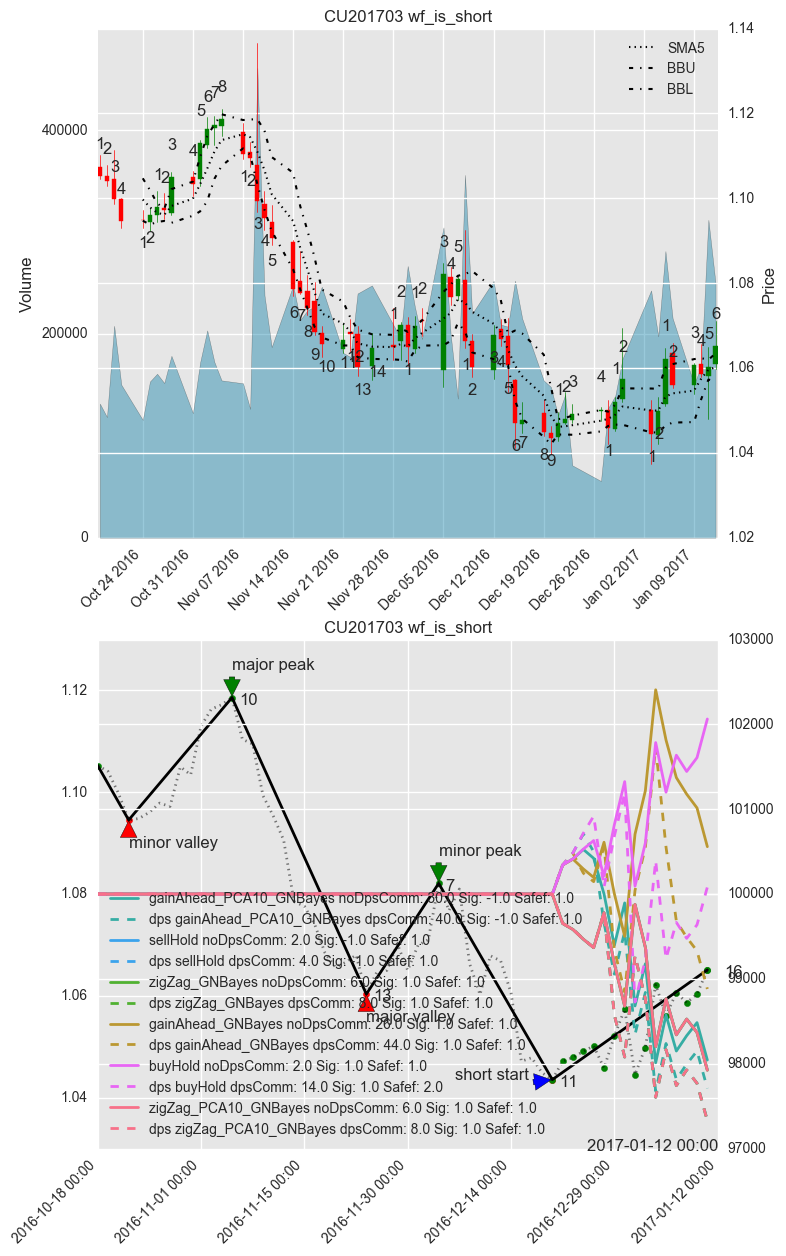 CU201703 wf_is_short
SMA5
BBU
BBL
Volume
400000
200000
0
Price
1.14
1.12
1.10
1.08
1.06
1.04
1.02
Oct 24 2016
Oct 31 2016
Nov 07 2016
Nov 14 2016
Nov 21 2016
Nov 28 2016
Dec 05 2016
Dec 12 2016
Dec 19 2016
Dec 26 2016
Jan 02 2017
Jan 09 2017
CU201703 wf_is_short
1.12
1.10
1.08
1.06
1.04
103000
102000
101000
100000
99000
98000
97000
major peak
10
minor valley
minor peak
7
13
major valley
short start
11
16
gainAhead_PCA10_GNBayes noDpsComm: Sig: -1.0 Safef: 1.0
dps gainAhead_PCA10_GNBayes dpsComm: 40.0 Sig: -1.0 Safef: 1.0
sellHold noDpsComm: 2.0 Sig: -1.0 Safef: 1.0
dps sellHold dpsComm: 4.0 Sig: -1.0 Safef: 1.0
zigZag_GNBayes noDpsComm: 6.0 Sig: 1.0 Safef: 1.0
dps zigZag_GNBayes dpsComm: 8.0 Sig: 1.0 Safef: 1.0
gainAhead_GNBayes noDpsComm: 26.0 Sig: 1.0 Safef: 1.0
dps gainAhead_GNBayes dpsComm: 44.0 Sig: 1.0 Safef: 1.0
buyHold noDpsComm: 2.0 Sig: 1.0 Safef: 1.0
dps buyHold dpsComm: 14.0 Sig: 1.0 Safef: 2.0
zigZag_PCA10_GNBayes noDpsComm: 6.0 Sig: 1.0 Safef: 1.0
dps zigZag_PCA10_GNBayes dpsComm: 8.0 Sig: 1.0 Safef: 1.0
2017-01-12 00:00
2016-10-18 00:00
2016-11-01 00:00
2016-11-15 00:00
2016-11-30 00:00
2016-12-14 00:00
2016-12-29 00:00
2017-01-12 00:00